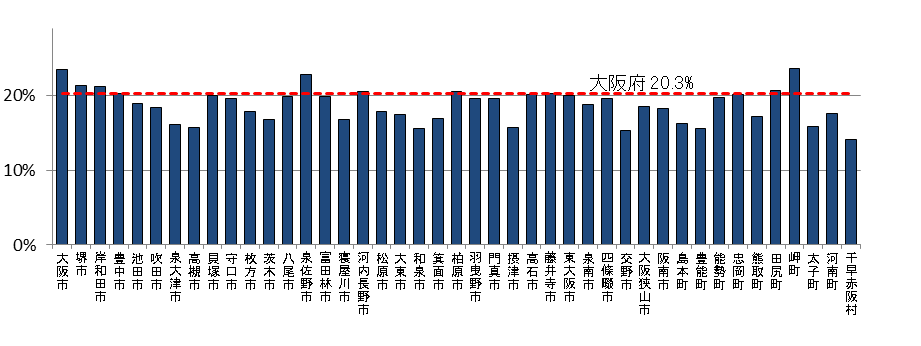 大阪府 20.3%
20%
10%
0%
大阪市
堺市
岸和田市
豊中市
池田市
吹田市
泉大津市
高槻市
貝塚市
守口市
枚方市
茨木市
八尾市
泉佐野市
富田林市
寝屋川市
河内長野市
松原市
大東市
和泉市
箕面市
柏原市
羽曳野市
門真市
摂津市
高石市
藤井寺市
東大阪市
泉南市
四條畷市
交野市
大阪狭山市
阪南市
島本町
豊能町
能勢町
忠岡町
熊取町
田尻町
岬町
太子町
河南町
千早赤阪村